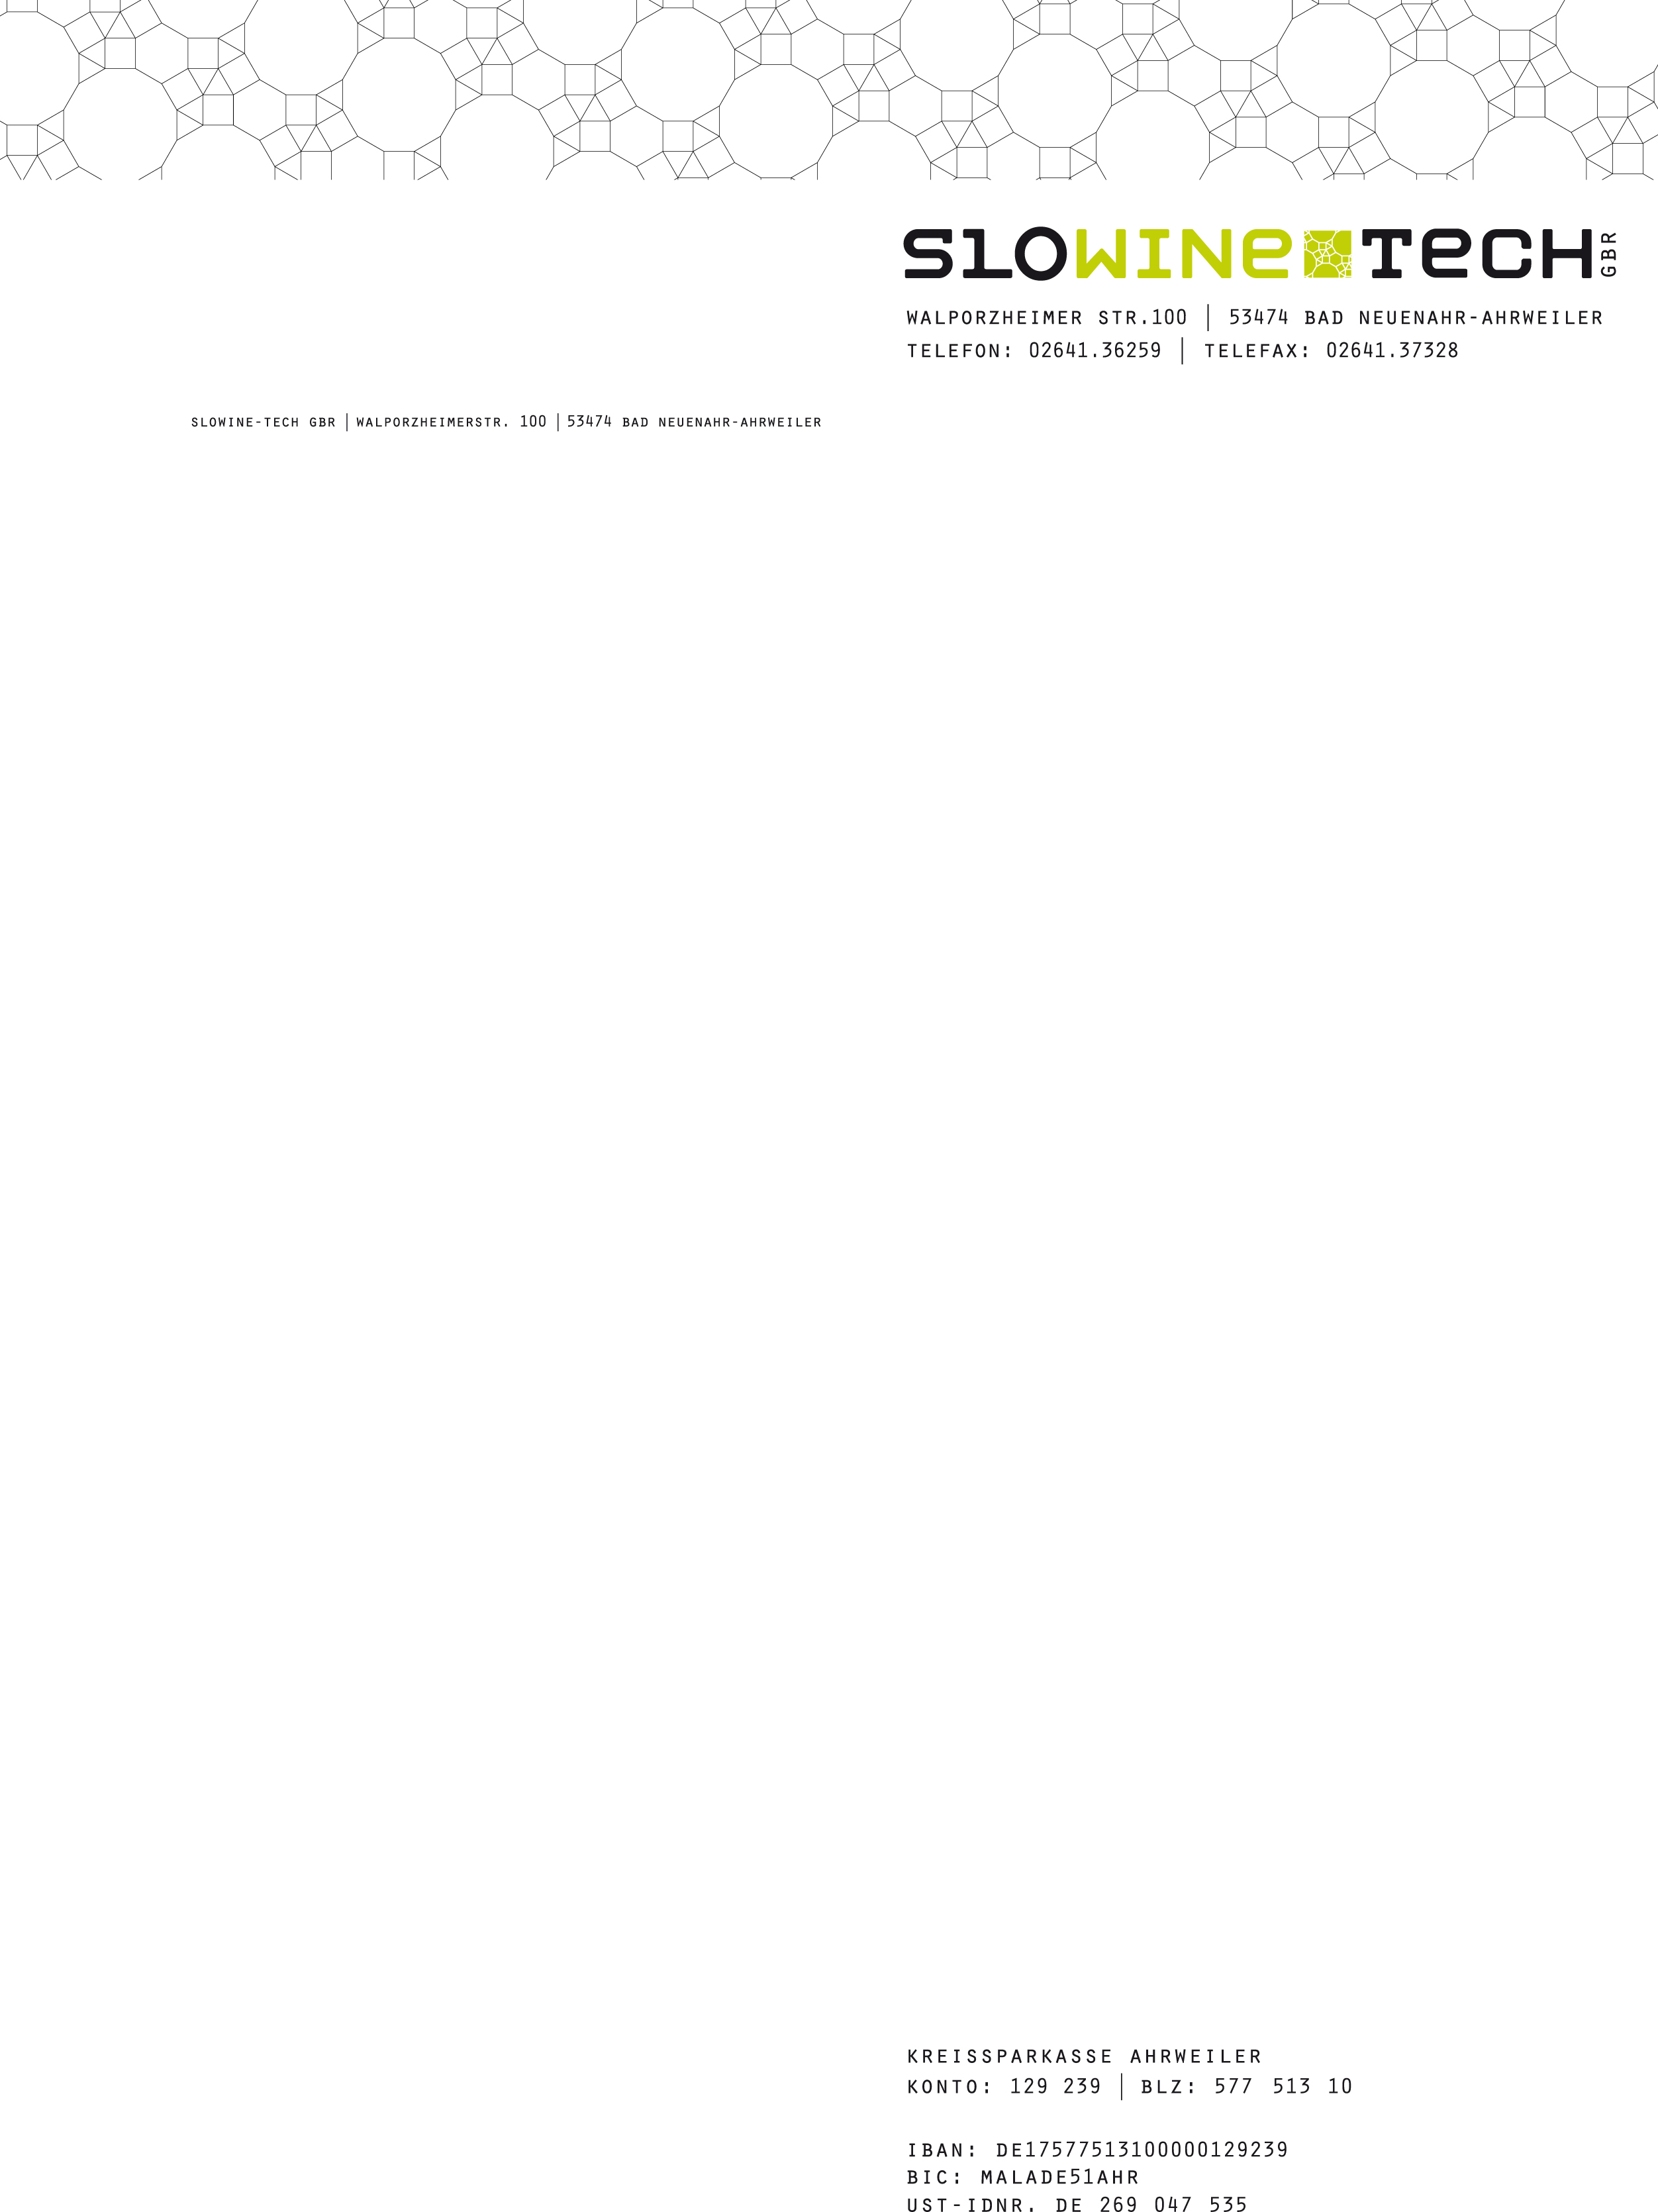 SLOWINE TECH GBR
WALPORZHEIMER STR.100 | 53474 BAD NEUENAHR-AHRWEILER
TELEFON: 02641.36259 | TELEFAX: 02641.37328
SLOWINE-TECH GBR | WALPORZHEIMERSTR. 100 | 53474 BAD NEUENAHR-AHRWEILER
KREISSPARKASSE AHRWEILER
KONTO: 129 239 | BLZ: 577 513 10
IBAN: DE17577513100000129239
BIC: MALADE51AHR
UST-IDNR. DE 269 047 535